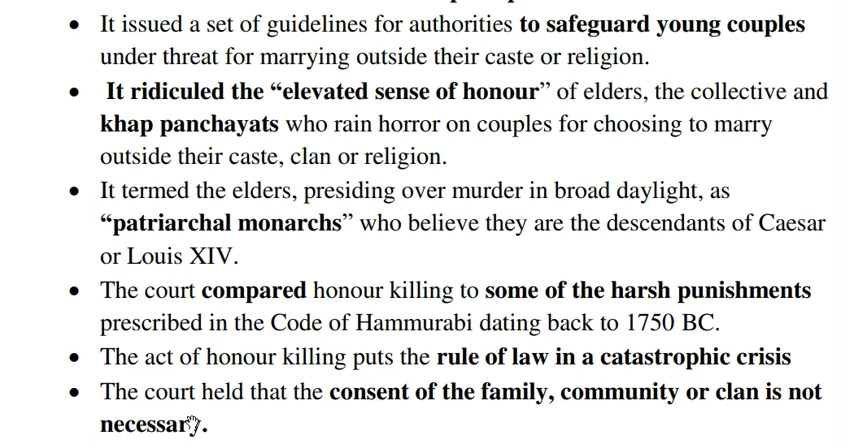 • It issued a set of guidelines for authorities to safeguard young couples
under threat for marrying outside their caste or religion.
• It ridiculed the “elevated sense of honour” of elders, the collective and
khap panchayats who rain horror on couples for choosing to marry
outside their caste, clan or religion.
• It termed the elders, presiding over murder in broad daylight, as
“patriarchal monarchs” who believe they are the descendants of Caesar
or Louis XIV.
• The court compared honour killing to some of the harsh punishments
prescribed in the Code of Hammurabi dating back to 1750 BC.
• The act of honour killing puts the rule of law in a catastrophic crisis
• The court held that the consent of the family, community or clan is not
necessary.